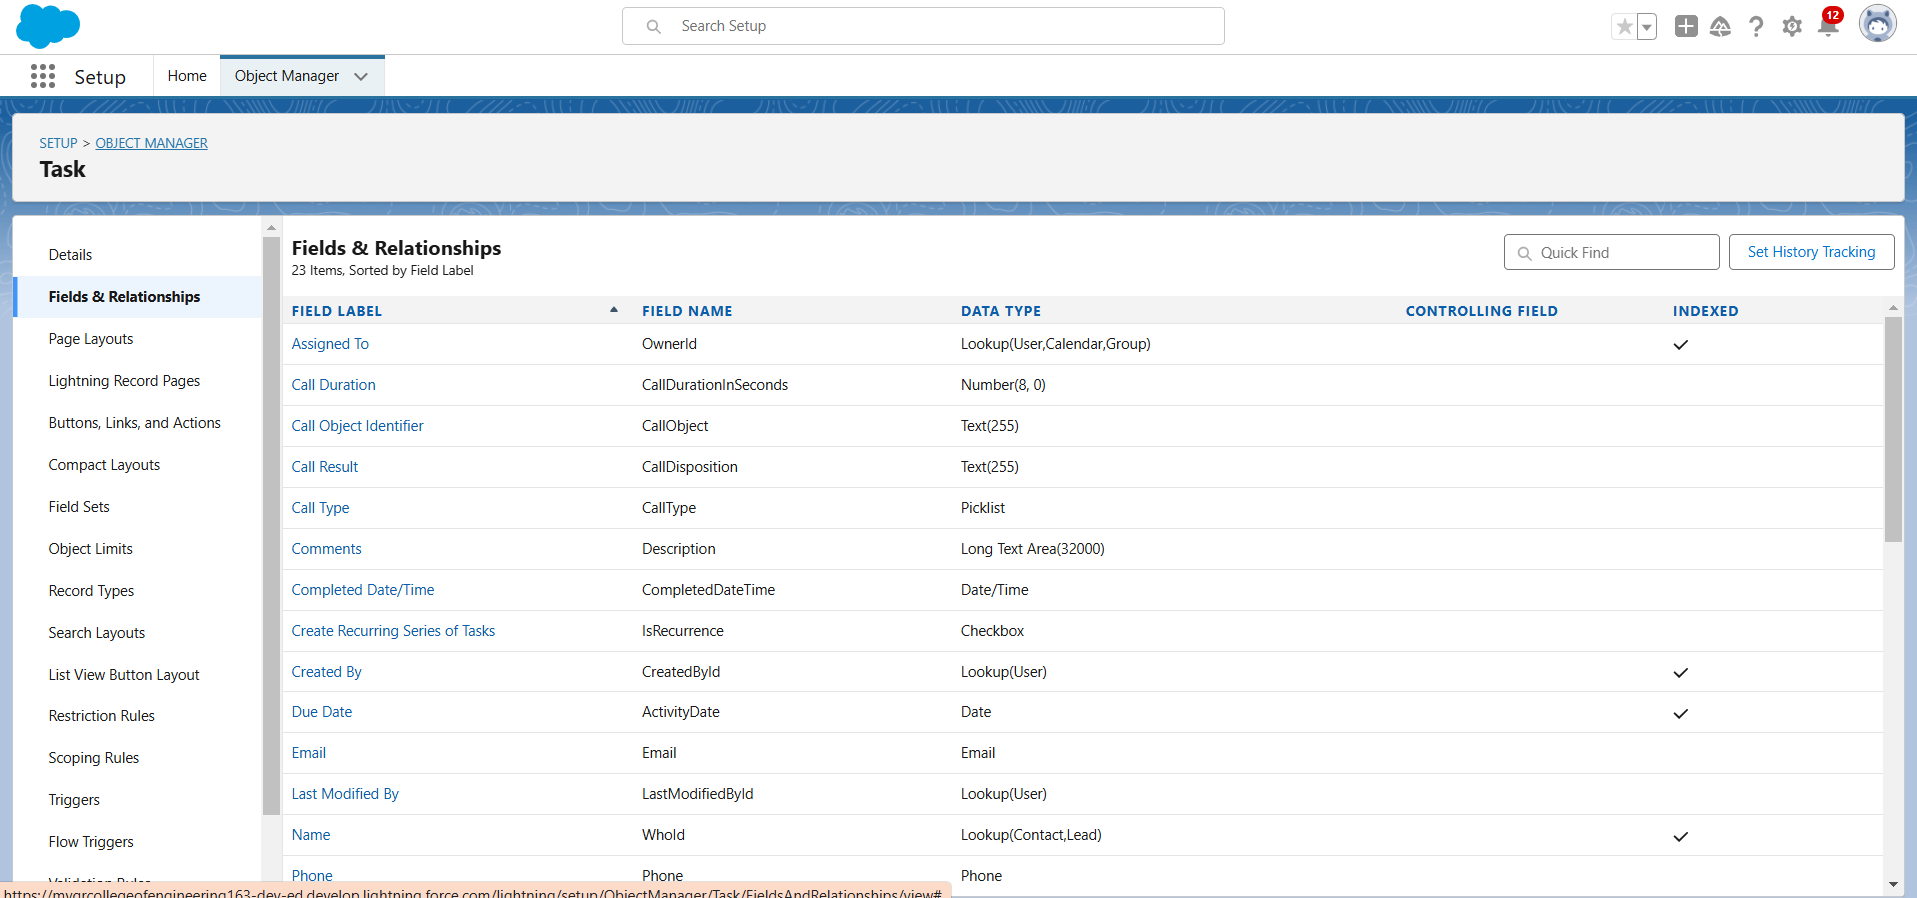 Search Setup
12
Setup
Home
Object Manager
SETUP > OBJECT MANAGER
Task
Details
Fields & Relationships
Page Layouts
Lightning Record Pages
Buttons, Links, and Actions
Compact Layouts
Field Sets
Object Limits
Record Types
Search Layouts
List View Button Layout
Restriction Rules
Scoping Rules
Triggers
Flow Triggers
Validation Rules
Fields & Relationships
23 Items, Sorted by Field Label
Quick Find
Set History Tracking
FIELD LABEL FIELD NAME DATA TYPE CONTROLLING FIELD INDEXED
Assigned To OwnerId Lookup(User,Calendar,Group)
Call Duration CallDurationInSeconds Number(8, 0)
Call Object Identifier CallObject Text(255)
Call Result CallDisposition Text(255)
Call Type CallType Picklist
Comments Description Long Text Area(32000)
Completed Date/Time CompletedDateTime Date/Time
Create Recurring Series of Tasks IsRecurrence Checkbox
Created By CreatedById Lookup(User)
Due Date ActivityDate Date
Email Email Email
Last Modified By LastModifiedById Lookup(User)
Name WhoId Lookup(Contact,Lead)
Phone Phone Phone
https://mvgrcollegeofengineering163-dev-ed.develop.lightning.force.com/lightning/setup/ObjectManager/Task/FieldsAndRelationships/view#